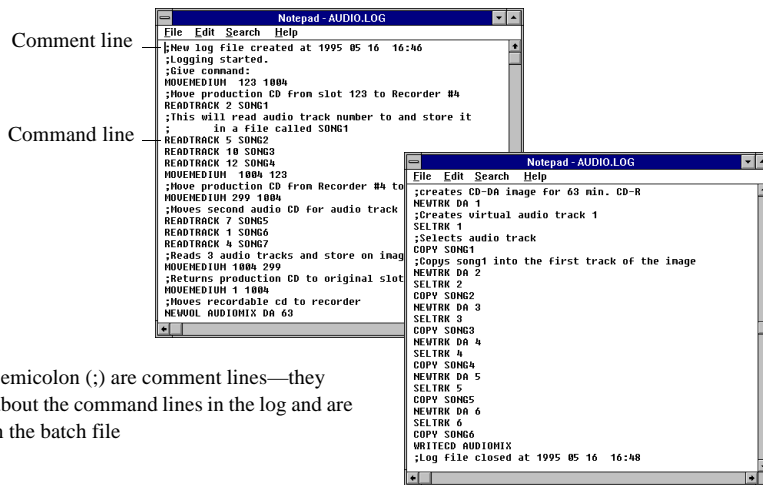 Notepad - AUDIO.LOG
File Edit Search Help
Comment line
;New log file created at 1995 05 16 16:46
;Logging started.
;Give command:
MOVEMEDIUM 123 1004
;Move production CD from slot 123 to Recorder #4
READTRACK 2 SONG1
;This will read audio track number to and store it
; in a file called SONG1
Command line
READTRACK 5 SONG2
READTRACK 10 SONG3
READTRACK 12 SONG4
MOVEMEDIUM 1004 123
;Move production CD from Recorder #4 to
MOVEMEDIUM 299 1004
;Moves second audio CD for audio track
READTRACK 7 SONG5
READTRACK 1 SONG6
READTRACK 4 SONG7
;Reads 3 audio tracks and store on imag
MOVEMEDIUM 1004 299
;Returns production CD to original slot
MOVEMEDIUM 1 1004
;Moves recordable cd to recorder
NEWVOL AUDIOMIX DA 63
Notepad - AUDIO.LOG
File Edit Search Help
;creates CD-DA image for 63 min. CD-R
NEWTRK DA 1
;Creates virtual audio track 1
SELTRK 1
;Selects audio track
COPY SONG1
;Copys song1 into the first track of the image
NEWTRK DA 2
SELTRK 2
COPY SONG2
NEWTRK DA 3
SELTRK 3
COPY SONG3
NEWTRK DA 4
SELTRK 4
COPY SONG4
NEWTRK DA 5
SELTRK 5
COPY SONG5
NEWTRK DA 6
SELTRK 6
COPY SONG6
WRITECD AUDIOMIX
;Log file closed at 1995 05 16 16:48
emicolon (;) are comment lines—they
bout the command lines in the log and are
the batch file